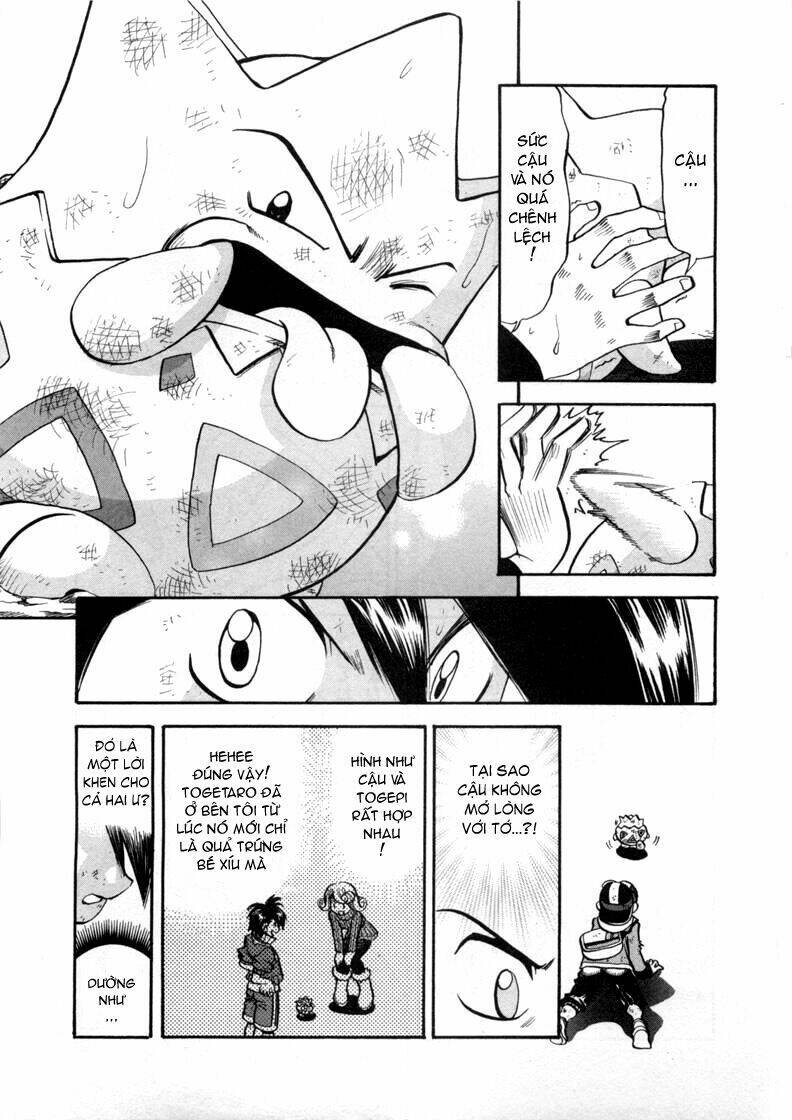 CẬU
...
SỨC
CẬU
VÀ NÓ
QUÁ
CHÊNH
LỆCH
!
TẠI SAO
CẬU KHÔNG
MỞ LÒNG
VỚI TỚ...?!
HÌNH NHƯ
CẬU VÀ
TOGEPI
RẤT HỢP
NHAU
!
HEHEE
ĐÚNG VẬY!
TOGETARO ĐÃ
Ở BÊN TÔI TỪ
LÚC NÓ MỚI CHỈ
LÀ QUẢ TRỨNG
BÉ XÍU MÀ
ĐÓ LÀ
MỘT LỜI
KHEN CHO
CẢ HAI Ư?
DƯỜNG
NHƯ
...